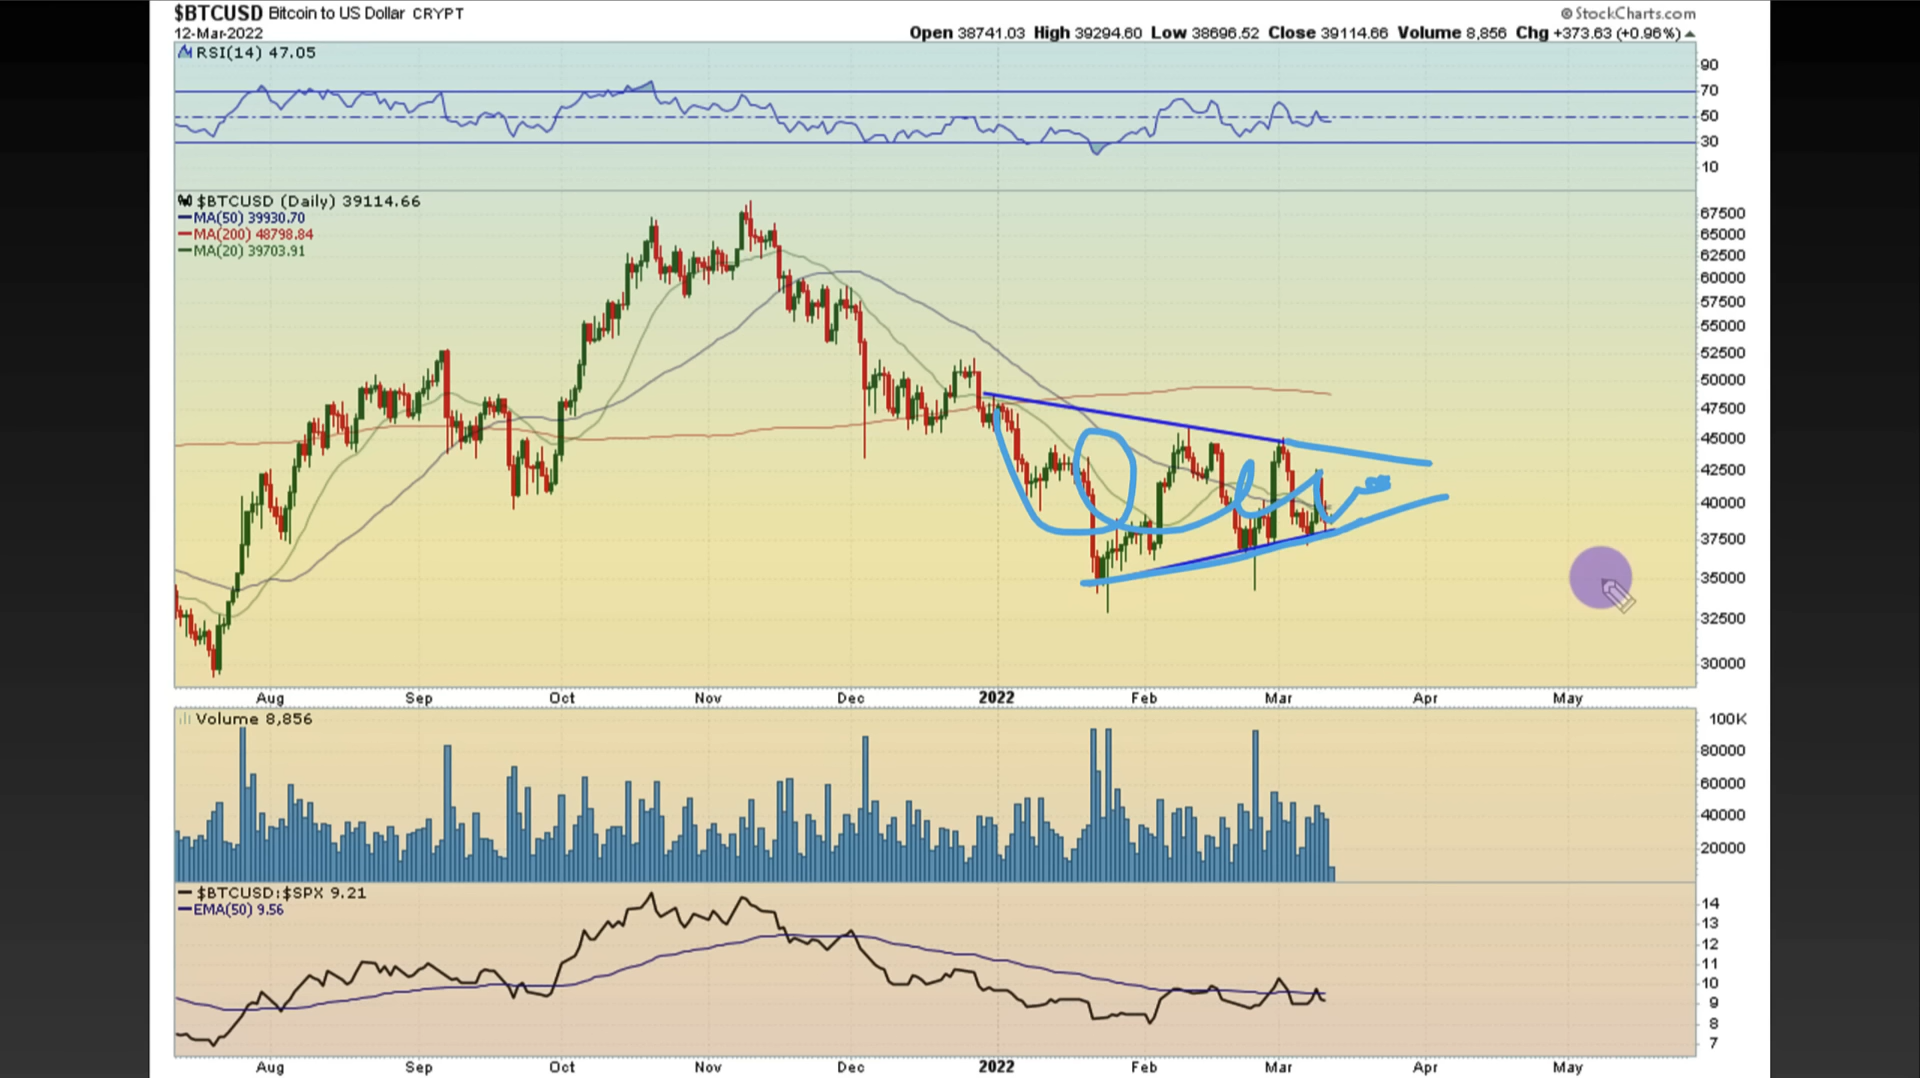 $BTCUSD Bitcoin to US Dollar CRYPT
© StockCharts.com
12-Mar-2022
Open 38741.03 High 39294.60 Low 38696.52 Close 39114.66 Volume 8,856 Chg +373.63 (+0.96%)
RSI(14) 47.05
90
70
50
30
10
$BTCUSD (Daily) 39114.66
MA(50) 39930.70
MA(200) 48798.84
MA(20) 39703.91
67500
65000
62500
60000
57500
55000
52500
50000
47500
45000
42500
40000
37500
35000
32500
30000
Aug Sep Oct Nov Dec 2022 Feb Mar Apr May
Volume 8,856
100K
80000
60000
40000
20000
$BTCUSD:$SPX 9.21
EMA(50) 9.56
14
13
12
11
10
9
8
7
Aug Sep Oct Nov Dec 2022 Feb Mar Apr May